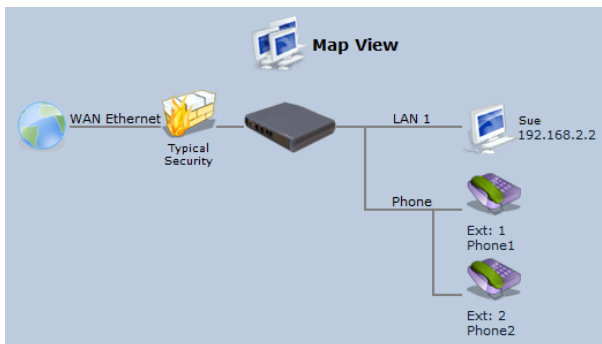 Map View
WAN Ethernet
Typical
Security
LAN 1
Sue
192.168.2.2
Phone
Ext: 1
Phone1
Ext: 2
Phone2